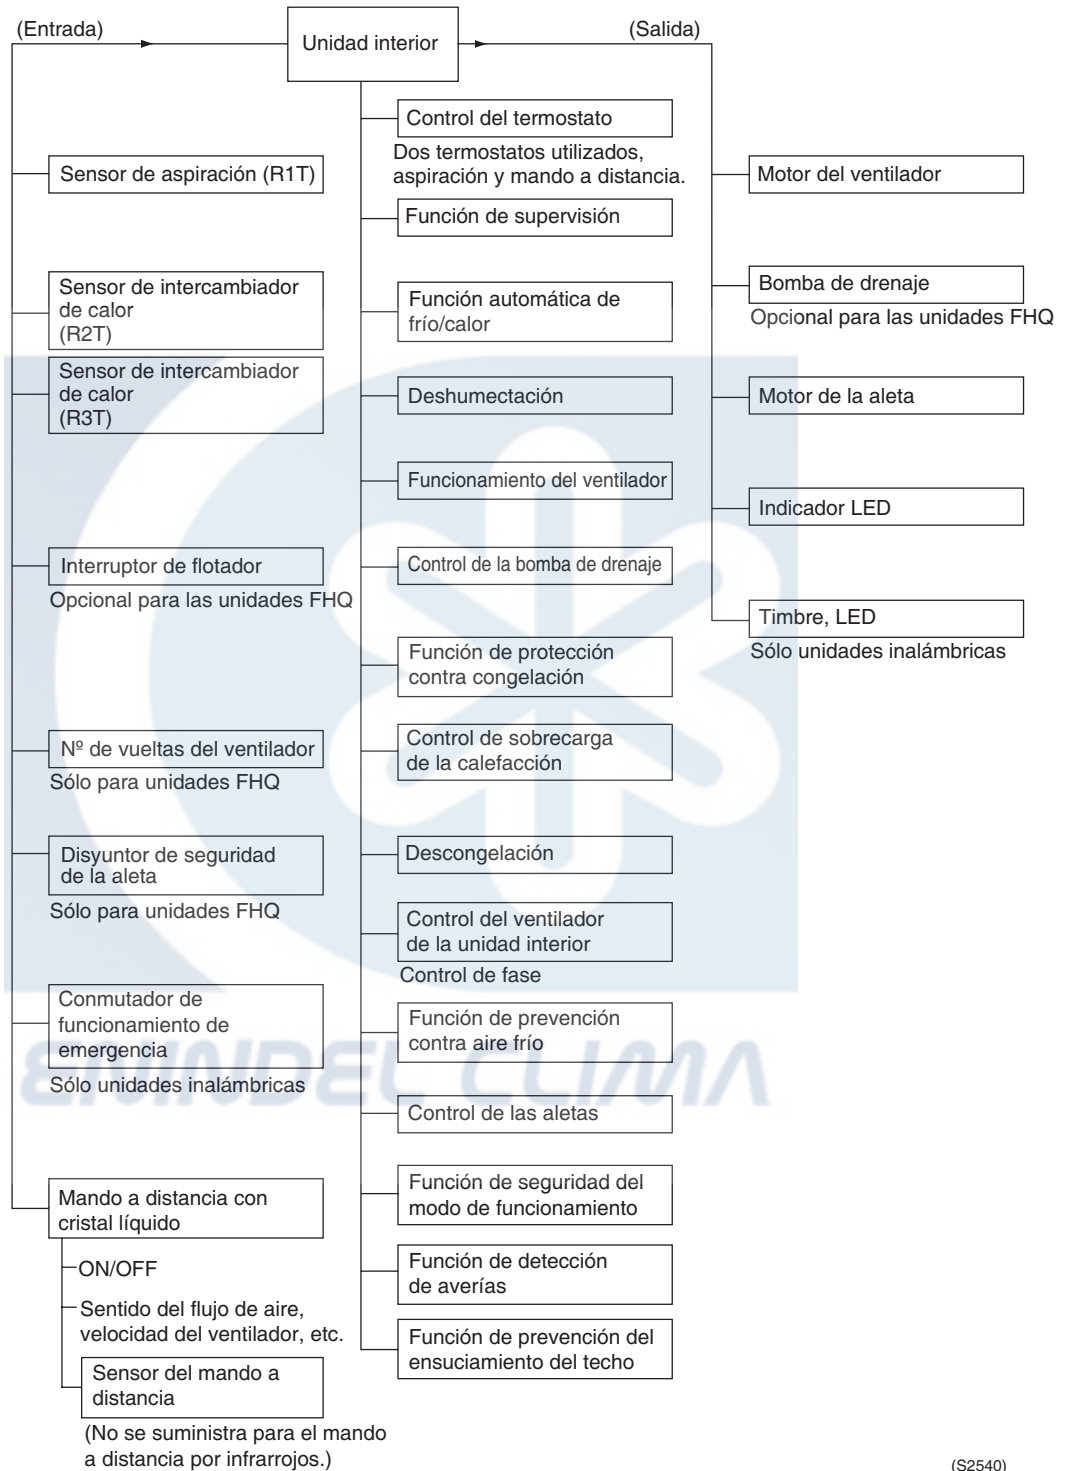 (Entrada)
Unidad interior
(Salida)
Sensor de aspiración (R1T)
Sensor de intercambiador
de calor
(R2T)
Sensor de intercambiador
de calor
(R3T)
Interruptor de flotador
Opcional para las unidades FHQ
Nº de vueltas del ventilador
Sólo para unidades FHQ
Disyuntor de seguridad
de la aleta
Sólo para unidades FHQ
Conmutador de
funcionamiento de
emergencia
Sólo unidades inalámbricas
Mando a distancia con
cristal líquido
ON/OFF
Sentido del flujo de aire,
velocidad del ventilador, etc.
Sensor del mando a
distancia
(No se suministra para el mando
a distancia por infrarrojos.)
Control del termostato
Dos termostatos utilizados,
aspiración y mando a distancia.
Función de supervisión
Función automática de
frío/calor
Deshumectación
Funcionamiento del ventilador
Control de la bomba de drenaje
Función de protección
contra congelación
Control de sobrecarga
de la calefacción
Descongelación
Control del ventilador
de la unidad interior
Control de fase
Función de prevención
contra aire frío
Control de las aletas
Función de seguridad del
modo de funcionamiento
Función de detección
de averías
Función de prevención del
ensuciamiento del techo
Motor del ventilador
Bomba de drenaje
Opcional para las unidades FHQ
Motor de la aleta
Indicador LED
Timbre, LED
Sólo unidades inalámbricas
ENINDEL CLIMA
(S2540)